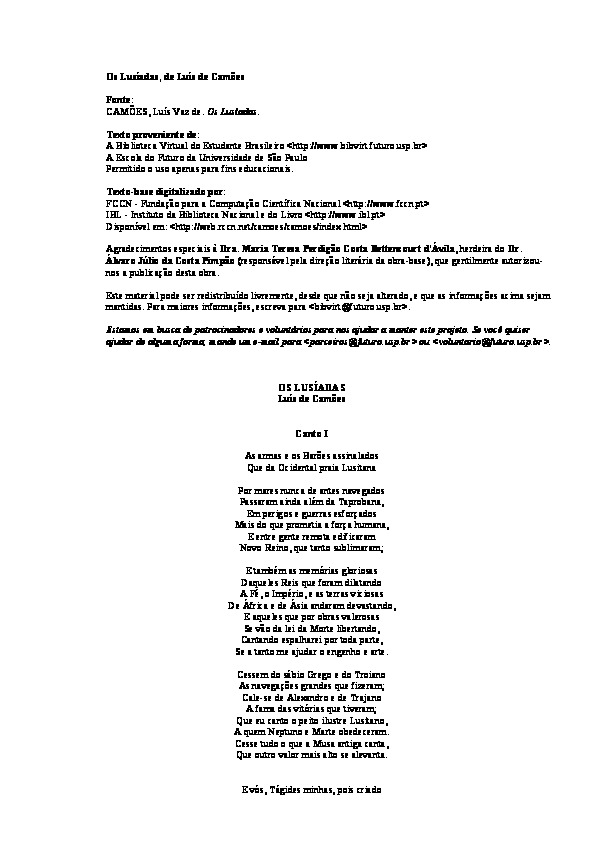 Os Lusíadas, de Luís de Camões
Fonte:
CAMÕES, Luís Vaz de. Os Lusíadas.
Texto proveniente de:
A Biblioteca Virtual do Estudante Brasileiro <http://www.bibvirt.futuro.usp.br>
A Escola do Futuro da Universidade de São Paulo
Permitido o uso apenas para fins educacionais.
Texto-base digitalizado por:
FCCN - Fundação para a Computação Científica Nacional <http://www.fccn.pt>
IBL - Instituto da Biblioteca Nacional e do Livro <http://www.ibl.pt>
Disponível em: <http://web.rccn.net/camoes/camoes/index.html>
Agradecimentos especiais à Dra. Maria Teresa Perdigão Costa Bettencourt d'Ávila, herdeira do Dr.
Álvaro Júlio da Costa Pimpão (responsável pela direção literária da obra-base), que gentilmente autorizou-
nos a publicação desta obra.
Este material pode ser redistribuído livremente, desde que não seja alterado, e que as informações acima sejam
mantidas. Para maiores informações, escreva para <bibvirt@futuro.usp.br>.
Estamos em busca de patrocinadores e voluntários para nos ajudar a manter este projeto. Se você quiser
ajudar de alguma forma, mande um e-mail para <parceiros@futuro.usp.br> ou <voluntario@futuro.usp.br>.
OS LUSÍADAS
Luís de Camões
Canto I
As armas e os Barões assinalados
Que da Ocidental praia Lusitana
Por mares nunca de antes navegados
Passaram ainda além da Taprobana,
Em perigos e guerras esforçados
Mais do que prometia a força humana,
E entre gente remota edificaram
Novo Reino, que tanto sublimaram;
E também as memórias gloriosas
Daqueles Reis que foram dilatando
A Fé, o Império, e as terras viciosas
De África e de Ásia andaram devastando,
E aqueles que por obras valerosas
Se vão da lei da Morte libertando,
Cantando espalharei por toda parte,
Se a tanto me ajudar o engenho e arte.
Cessem do sábio Grego e do Troiano
As navegações grandes que fizeram;
Cale-se de Alexandro e de Trajano
A fama das vitórias que tiveram;
Que eu canto o peito ilustre Lusitano,
A quem Neptuno e Marte obedeceram.
Cesse tudo o que a Musa antiga canta,
Que outro valor mais alto se alevanta.
E vós, Tágides minhas, pois criado